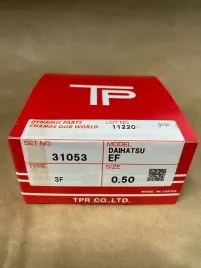 TP
DYNAMIC PARTS
CHANGE OUR WORLD
LOT NO
11220
SET NO
31053
MODEL
DAIHATSU
EF
TYPE
3F
SIZE
0.50
MADE IN JAPAN
TPR CO.,LTD.